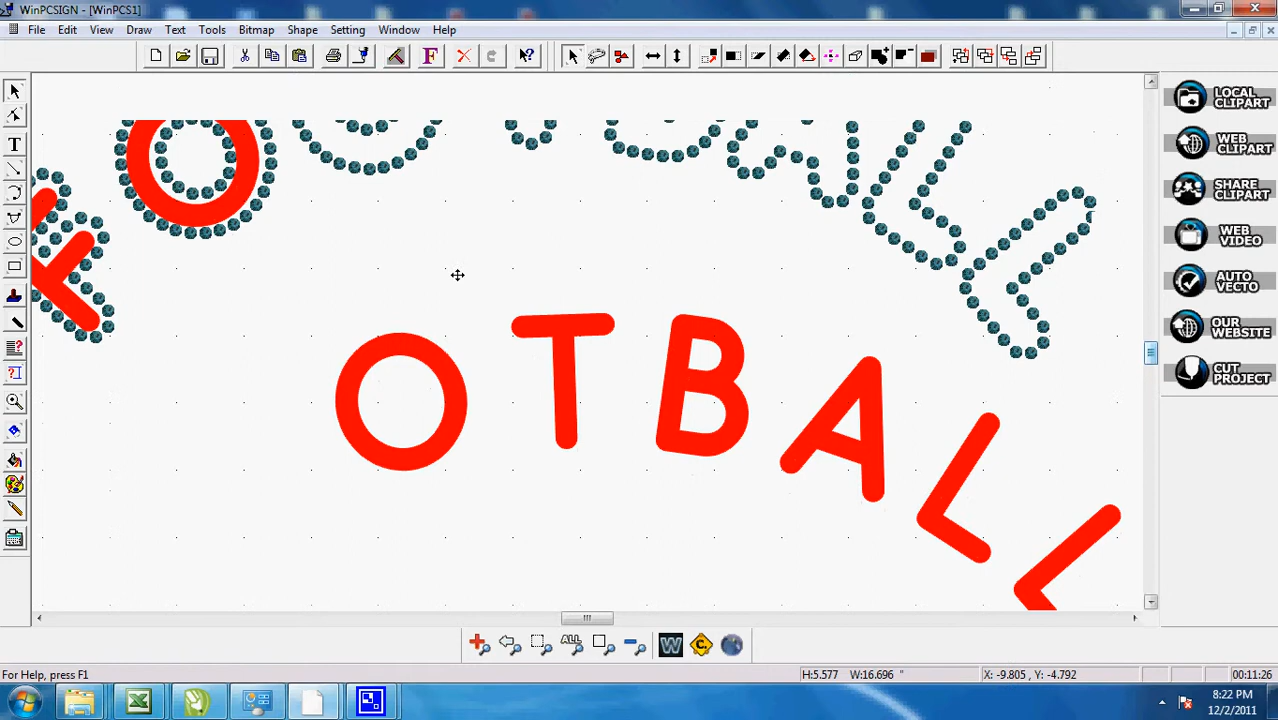 WinPCSIGN - [WinPCS1]
File Edit View Draw Text Tools Bitmap Shape Setting Window Help
LOCAL CLIPART
WEB CLIPART
SHARE CLIPART
WEB VIDEO
AUTO VECTO
OUR WEBSITE
CUT PROJECT
F O
O T B A L L
ALL
W C
For Help, press F1
H:5.577 W:16.696 "
X: -9.805 , Y: -4.792
00:11:26
8:22 PM
12/2/2011